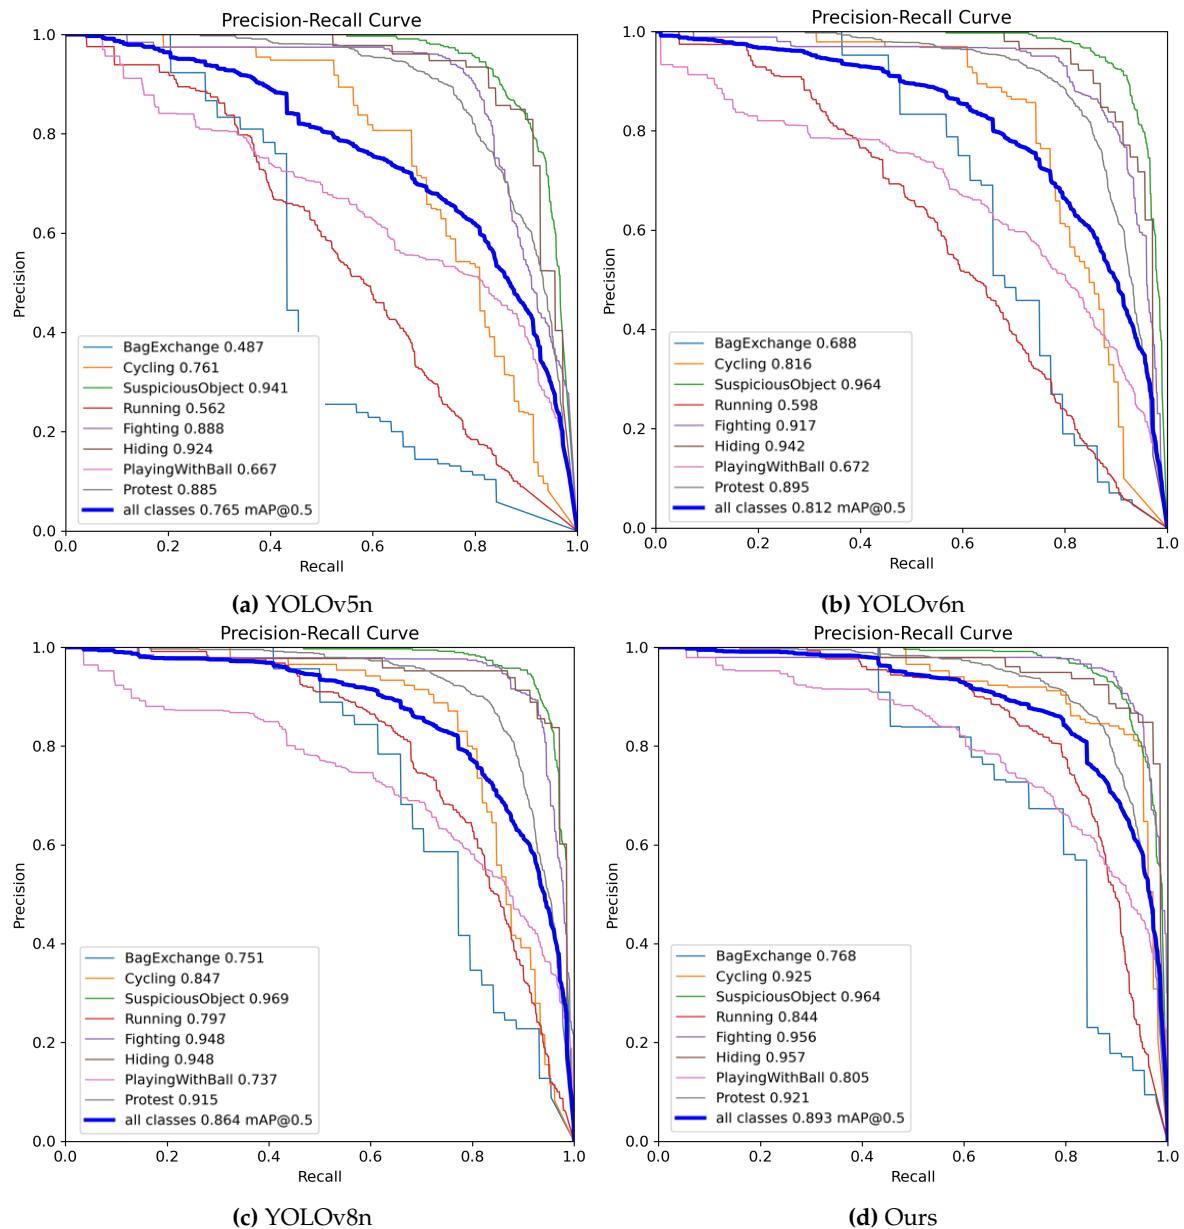 Precision-Recall Curve
1.0
0.8
0.6
0.4
0.2
0.0
Precision
BagExchange 0.487
Cycling 0.761
SuspiciousObject 0.941
Running 0.562
Fighting 0.888
Hiding 0.924
PlayingWithBall 0.667
Protest 0.885
all classes 0.765 mAP@0.5
0.0 0.2 0.4 0.6 0.8 1.0
Recall
(a) YOLOv5n
Precision-Recall Curve
1.0
0.8
0.6
0.4
0.2
0.0
Precision
BagExchange 0.688
Cycling 0.816
SuspiciousObject 0.964
Running 0.598
Fighting 0.917
Hiding 0.942
PlayingWithBall 0.672
Protest 0.895
all classes 0.812 mAP@0.5
0.0 0.2 0.4 0.6 0.8 1.0
Recall
(b) YOLOv6n
Precision-Recall Curve
1.0
0.8
0.6
0.4
0.2
0.0
Precision
BagExchange 0.751
Cycling 0.847
SuspiciousObject 0.969
Running 0.797
Fighting 0.948
Hiding 0.948
PlayingWithBall 0.737
Protest 0.915
all classes 0.864 mAP@0.5
0.0 0.2 0.4 0.6 0.8 1.0
Recall
(c) YOLOv8n
Precision-Recall Curve
1.0
0.8
0.6
0.4
0.2
0.0
Precision
BagExchange 0.768
Cycling 0.925
SuspiciousObject 0.964
Running 0.844
Fighting 0.956
Hiding 0.957
PlayingWithBall 0.805
Protest 0.921
all classes 0.893 mAP@0.5
0.0 0.2 0.4 0.6 0.8 1.0
Recall
(d) Ours